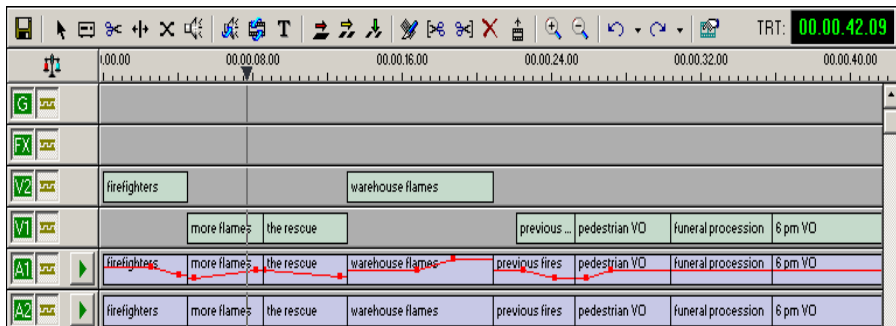 T TRT: 00.00.42.09
0.00.00 00.00.08.00 00.00.16.00 00.00.24.00 00.00.32.00 00.00.40.00
G
FX
V2 firefighters warehouse flames
V1 more flames the rescue previous ... pedestrian VO funeral procession 6 pm VO
A1 firefighters more flames the rescue warehouse flames previous fires pedestrian VO funeral procession 6 pm VO
A2 firefighters more flames the rescue warehouse flames previous fires pedestrian VO funeral procession 6 pm VO